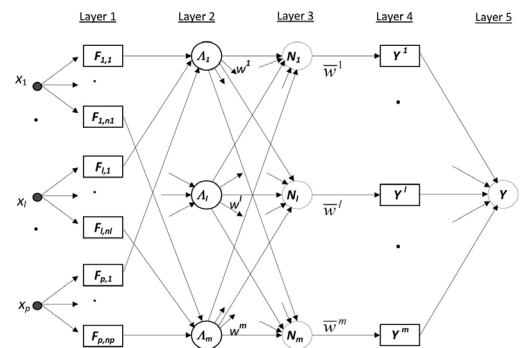 Layer 1 Layer 2 Layer 3 Layer 4 Layer 5
F1,1 Λ1 w1 N1 w̅1 Y1
x1
F1,n1
Fl,1
xl Λl wl Nl w̅l Yl Y
Fl,nl
Fp,1
xp
Fp,np Λm wm Nm w̅m Ym